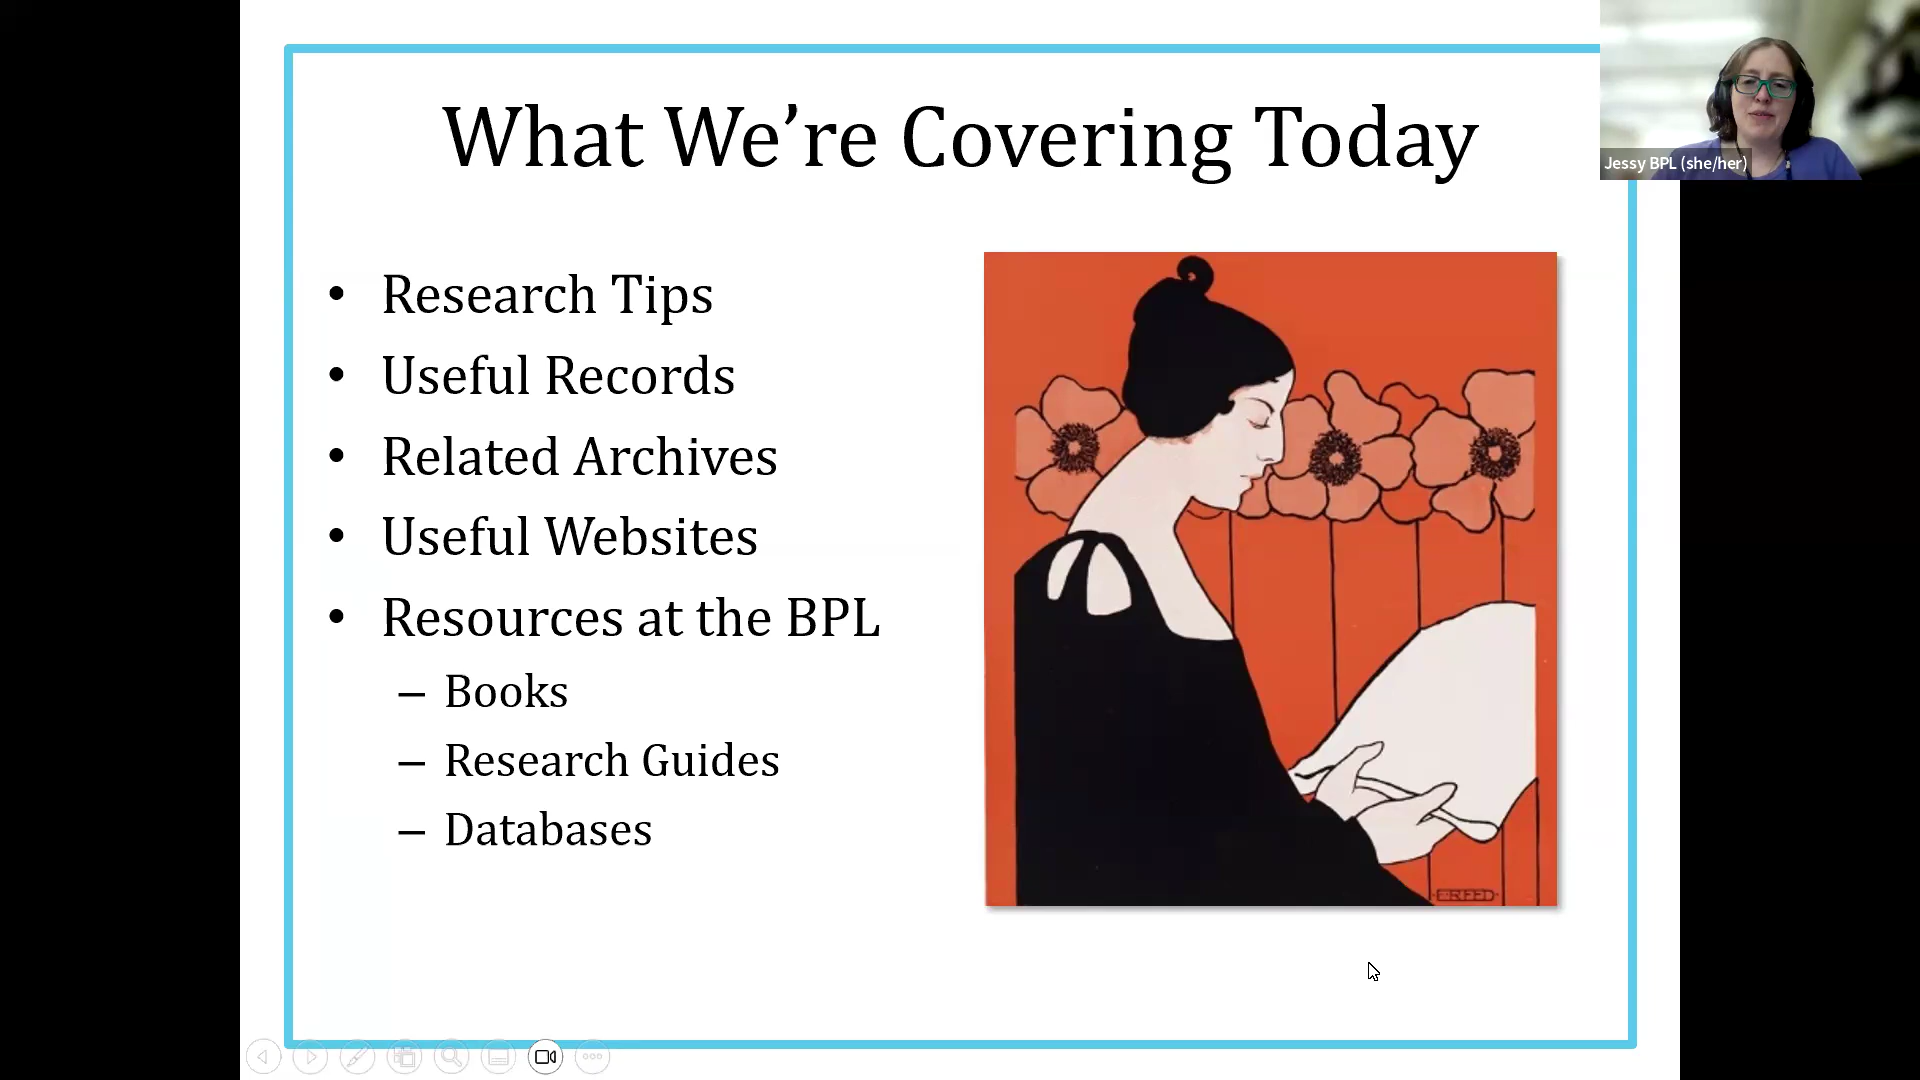 What We’re Covering Today
Jessy BPL (she/her)
• Research Tips
• Useful Records
• Related Archives
• Useful Websites
• Resources at the BPL
– Books
– Research Guides
– Databases
REED